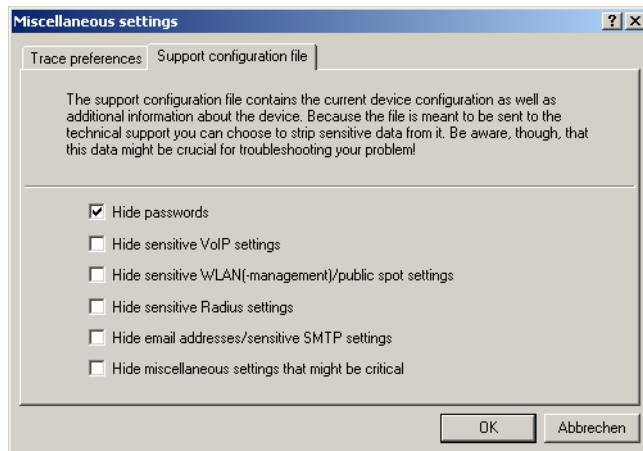 Miscellaneous settings
Trace preferences Support configuration file
The support configuration file contains the current device configuration as well as
additional information about the device. Because the file is meant to be sent to the
technical support you can choose to strip sensitive data from it. Be aware, though, that
this data might be crucial for troubleshooting your problem!
Hide passwords
Hide sensitive VoIP settings
Hide sensitive WLAN(-management)/public spot settings
Hide sensitive Radius settings
Hide email addresses/sensitive SMTP settings
Hide miscellaneous settings that might be critical
OK Abbrechen